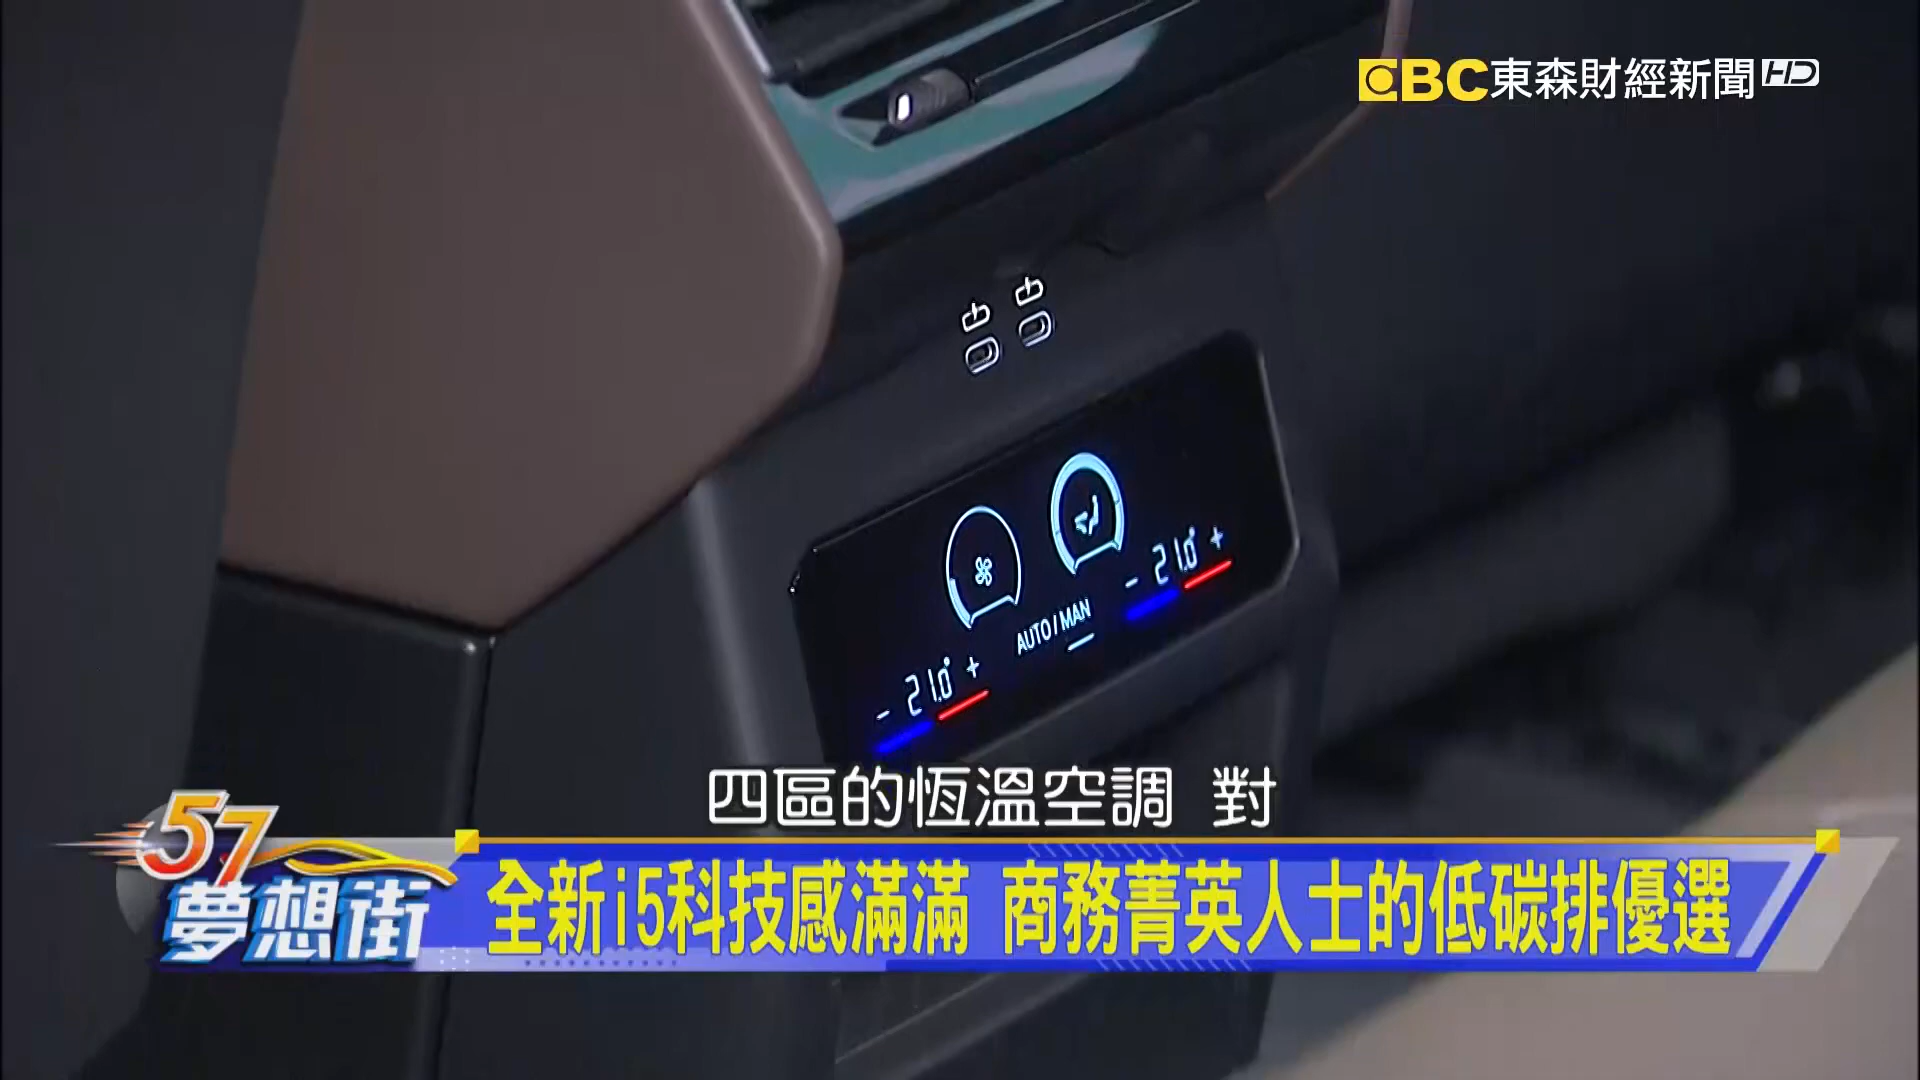 EBC東森財經新聞HD
AUTO / MAN
- 21.0° +
- 21.0° +
四區的恆溫空調 對
57
夢想街
全新i5科技感滿滿 商務菁英人士的低碳排優選